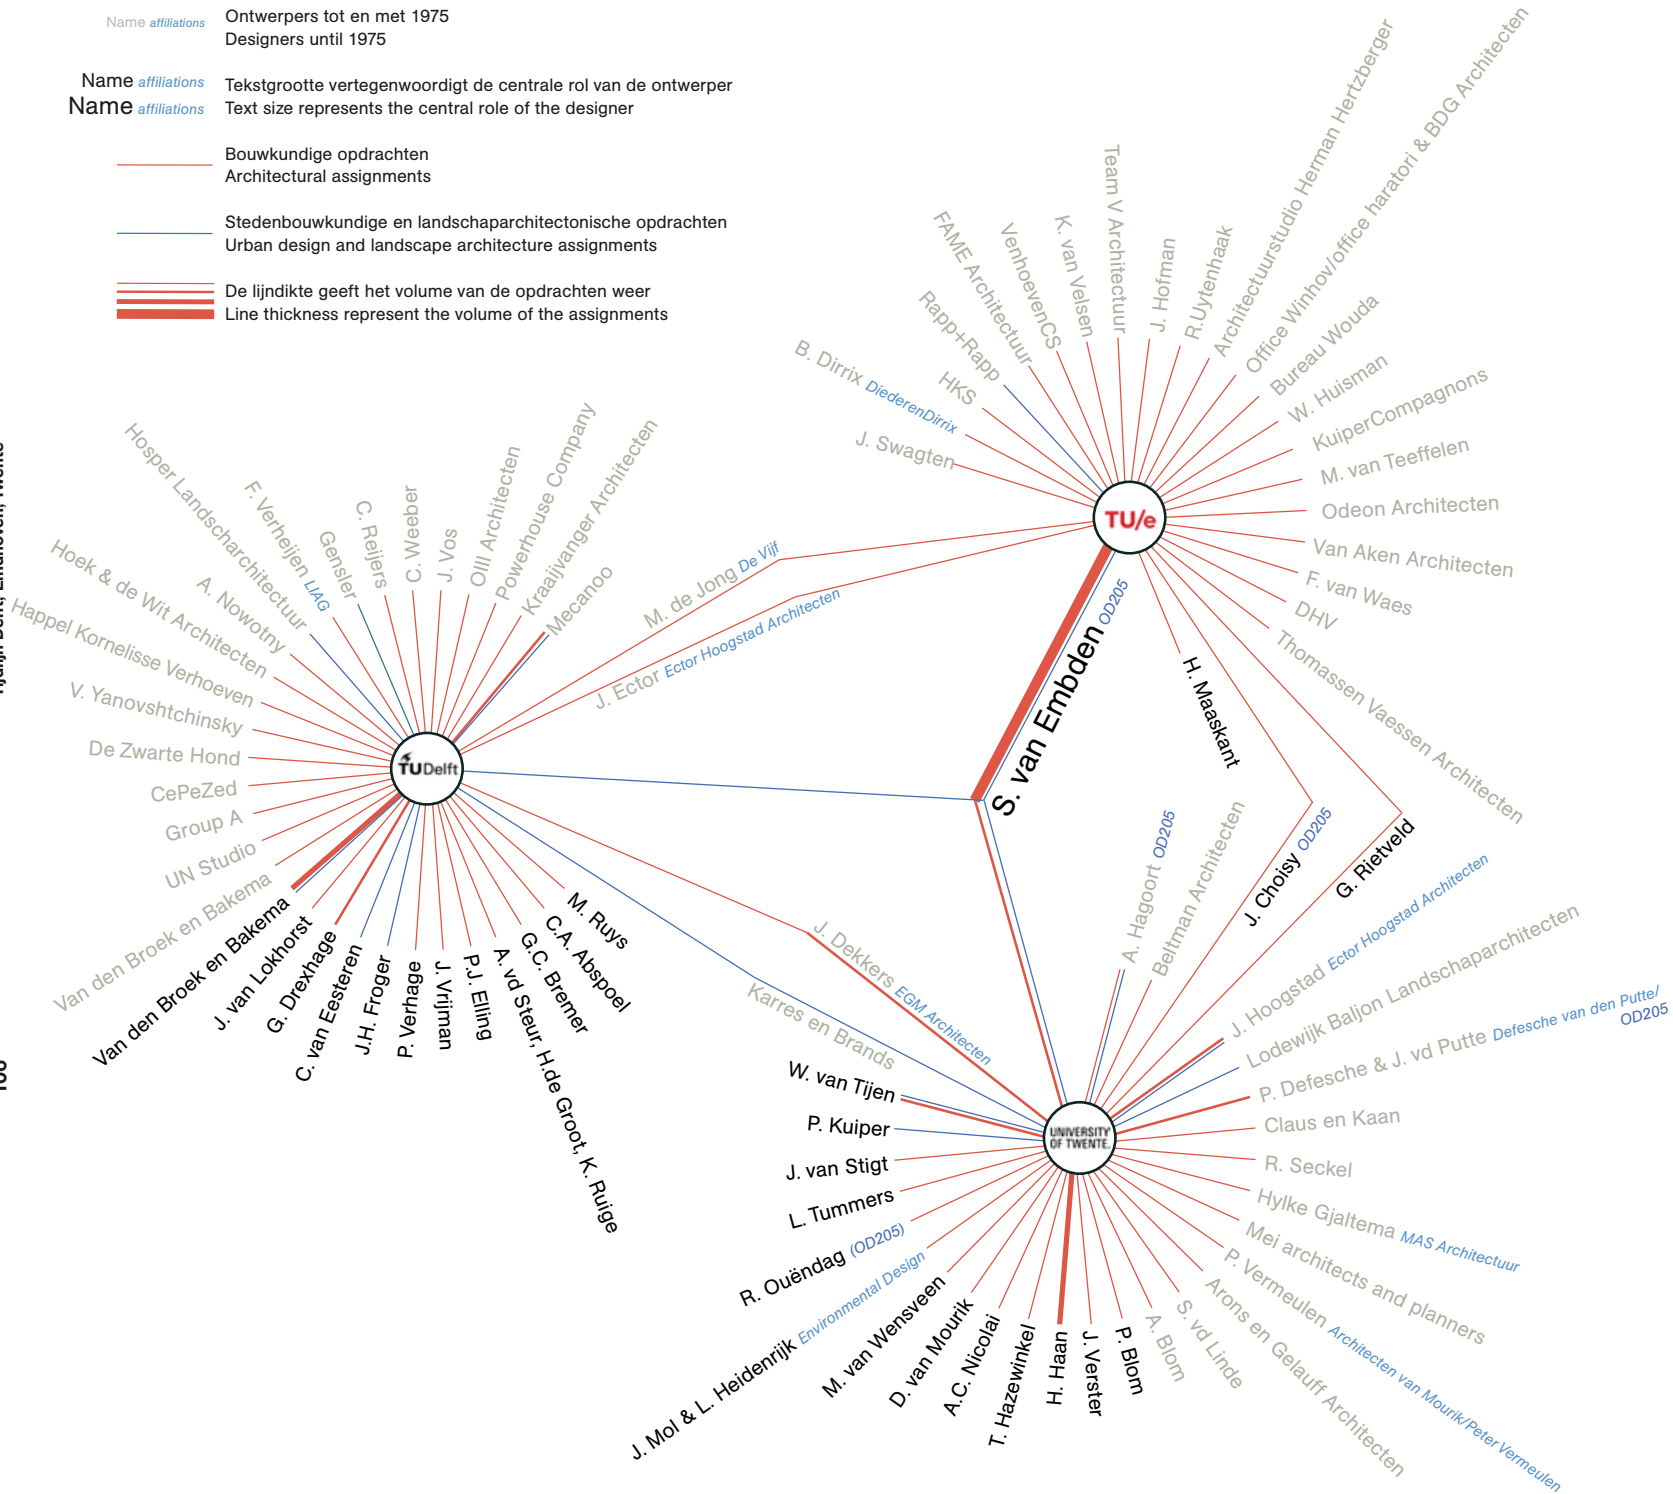 Name affiliations
Ontwerpers tot en met 1975
Designers until 1975
Name affiliations
Name affiliations
Tekstgrootte vertegenwoordigt de centrale rol van de ontwerper
Text size represents the central role of the designer
Bouwkundige opdrachten
Architectural assignments
Stedenbouwkundige en landschaparchitectonische opdrachten
Urban design and landscape architecture assignments
De lijndikte geeft het volume van de opdrachten weer
Line thickness represent the volume of the assignments
TU/e
J. Swagten
B. Dirrix DiederenDirrix
HKS
Rapp+Rapp
FAME Architectuur
VenhoevenCS
K. van Velsen
Team V Architectuur
J. Hofman
R.Uytenhaak
Architectuurstudio Herman Hertzberger
Office Winhov/office haratori & BDG Architecten
Bureau Wouda
W. Huisman
KuiperCompagnons
M. van Teeffelen
Odeon Architecten
Van Aken Architecten
F. van Waes
DHV
Thomassen Vaessen Architecten
H. Maaskant
S. van Embden OD205
J. Choisy OD205
G. Rietveld
M. de Jong De Vijf
J. Ector Ector Hoogstad Architecten
TU Delft
Mecanoo
Kraaijvanger Architecten
Powerhouse Company
OIII Architecten
J. Vos
C. Weeber
C. Reijers
Gensler
F. Verheijen LIAG
Hosper Landscharchitectuur
A. Nowotny
Hoek & de Wit Architecten
Happel Kornelisse Verhoeven
V. Yanovshtchinsky
De Zwarte Hond
CePeZed
Group A
UN Studio
Van den Broek en Bakema
Van den Broek en Bakema
J. van Lokhorst
G. Drexhage
C. van Eesteren
J.H. Froger
P. Verhage
J. Vrijman
P.J. Elling
A. vd Steur, H.de Groot, K. Ruige
G.C. Bremer
C.A. Abspoel
M. Ruys
J. Dekkers EGM Architecten
Karres en Brands
UNIVERSITY
OF TWENTE.
A. Hagoort OD205
Beltman Architecten
J. Hoogstad Ector Hoogstad Architecten
Lodewijk Baljon Landschaparchitecten
P. Defesche & J. vd Putte Defesche van den Putte/
OD205
Claus en Kaan
R. Seckel
Hylke Gjaltema MAS Architectuur
Mei architects and planners
P. Vermeulen Architecten van Mourik/Peter Vermeulen
Arons en Gelauff Architecten
S. vd Linde
A. Blom
P. Blom
J. Verster
H. Haan
T. Hazewinkel
A.C. Nicolai
D. van Mourik
M. van Wensveen
J. Mol & L. Heidenrijk Environmental Design
R. Ouëndag (OD205)
L. Tummers
J. van Stigt
P. Kuiper
W. van Tijen